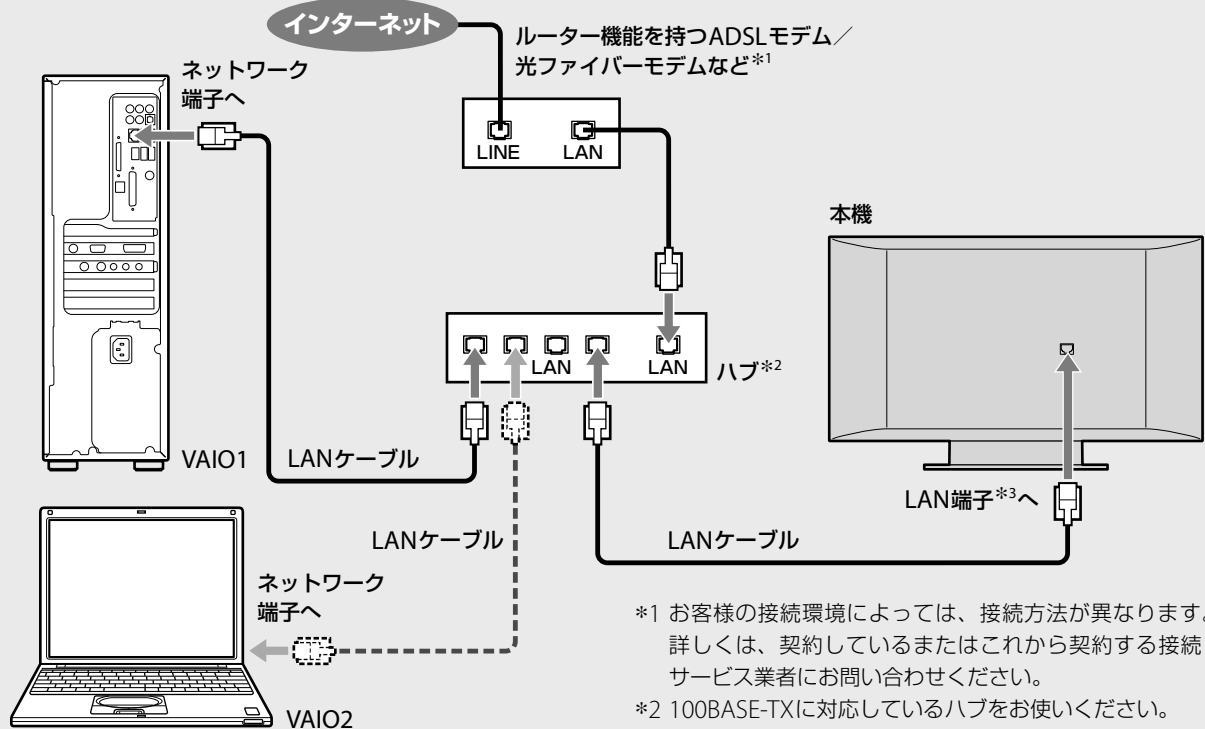 インターネット
ルーター機能を持つADSLモデム／
光ファイバーモデムなど*1
ネットワーク
端子へ
LINE
LAN
本機
LAN
LAN
ハブ*2
VAIO1
LANケーブル
LAN端子*3へ
LANケーブル
LANケーブル
ネットワーク
端子へ
VAIO2
*1 お客様の接続環境によっては、接続方法が異なります。
詳しくは、契約しているまたはこれから契約する接続
サービス業者にお問い合わせください。
*2 100BASE-TXに対応しているハブをお使いください。